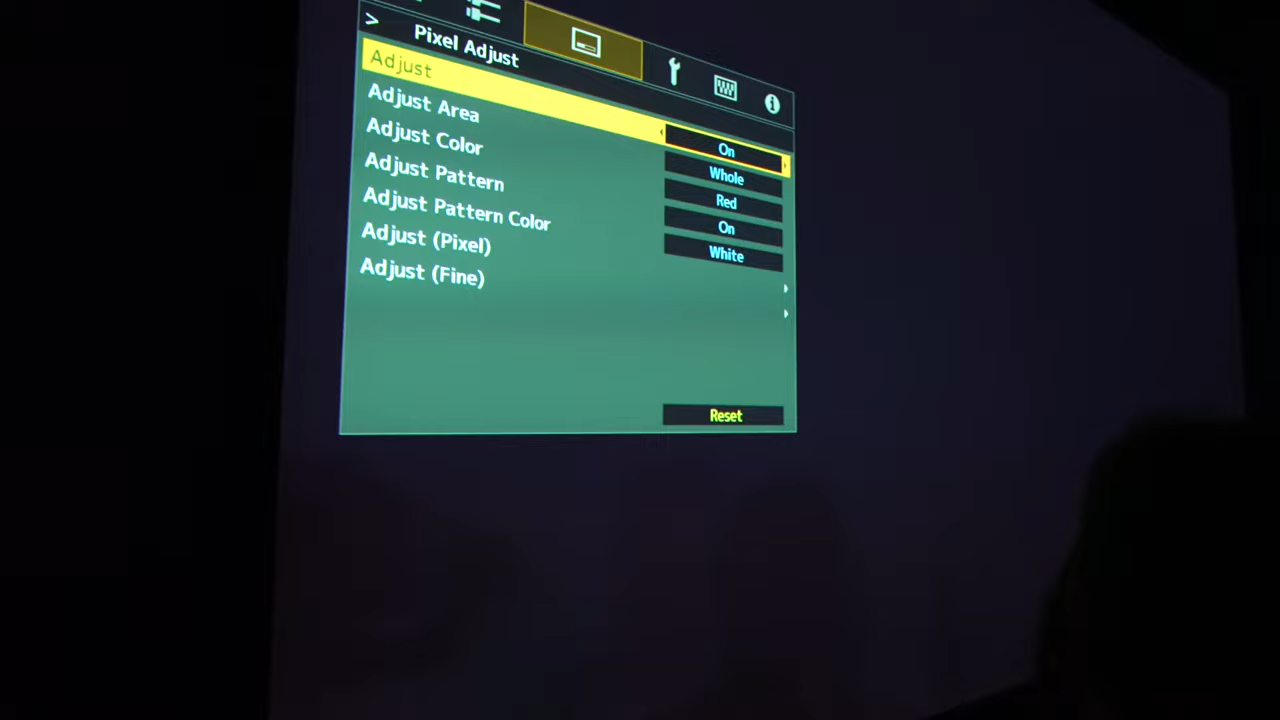 > Pixel Adjust
Adjust On
Adjust Area Whole
Adjust Color Red
Adjust Pattern On
Adjust Pattern Color White
Adjust (Pixel)
Adjust (Fine)
Reset